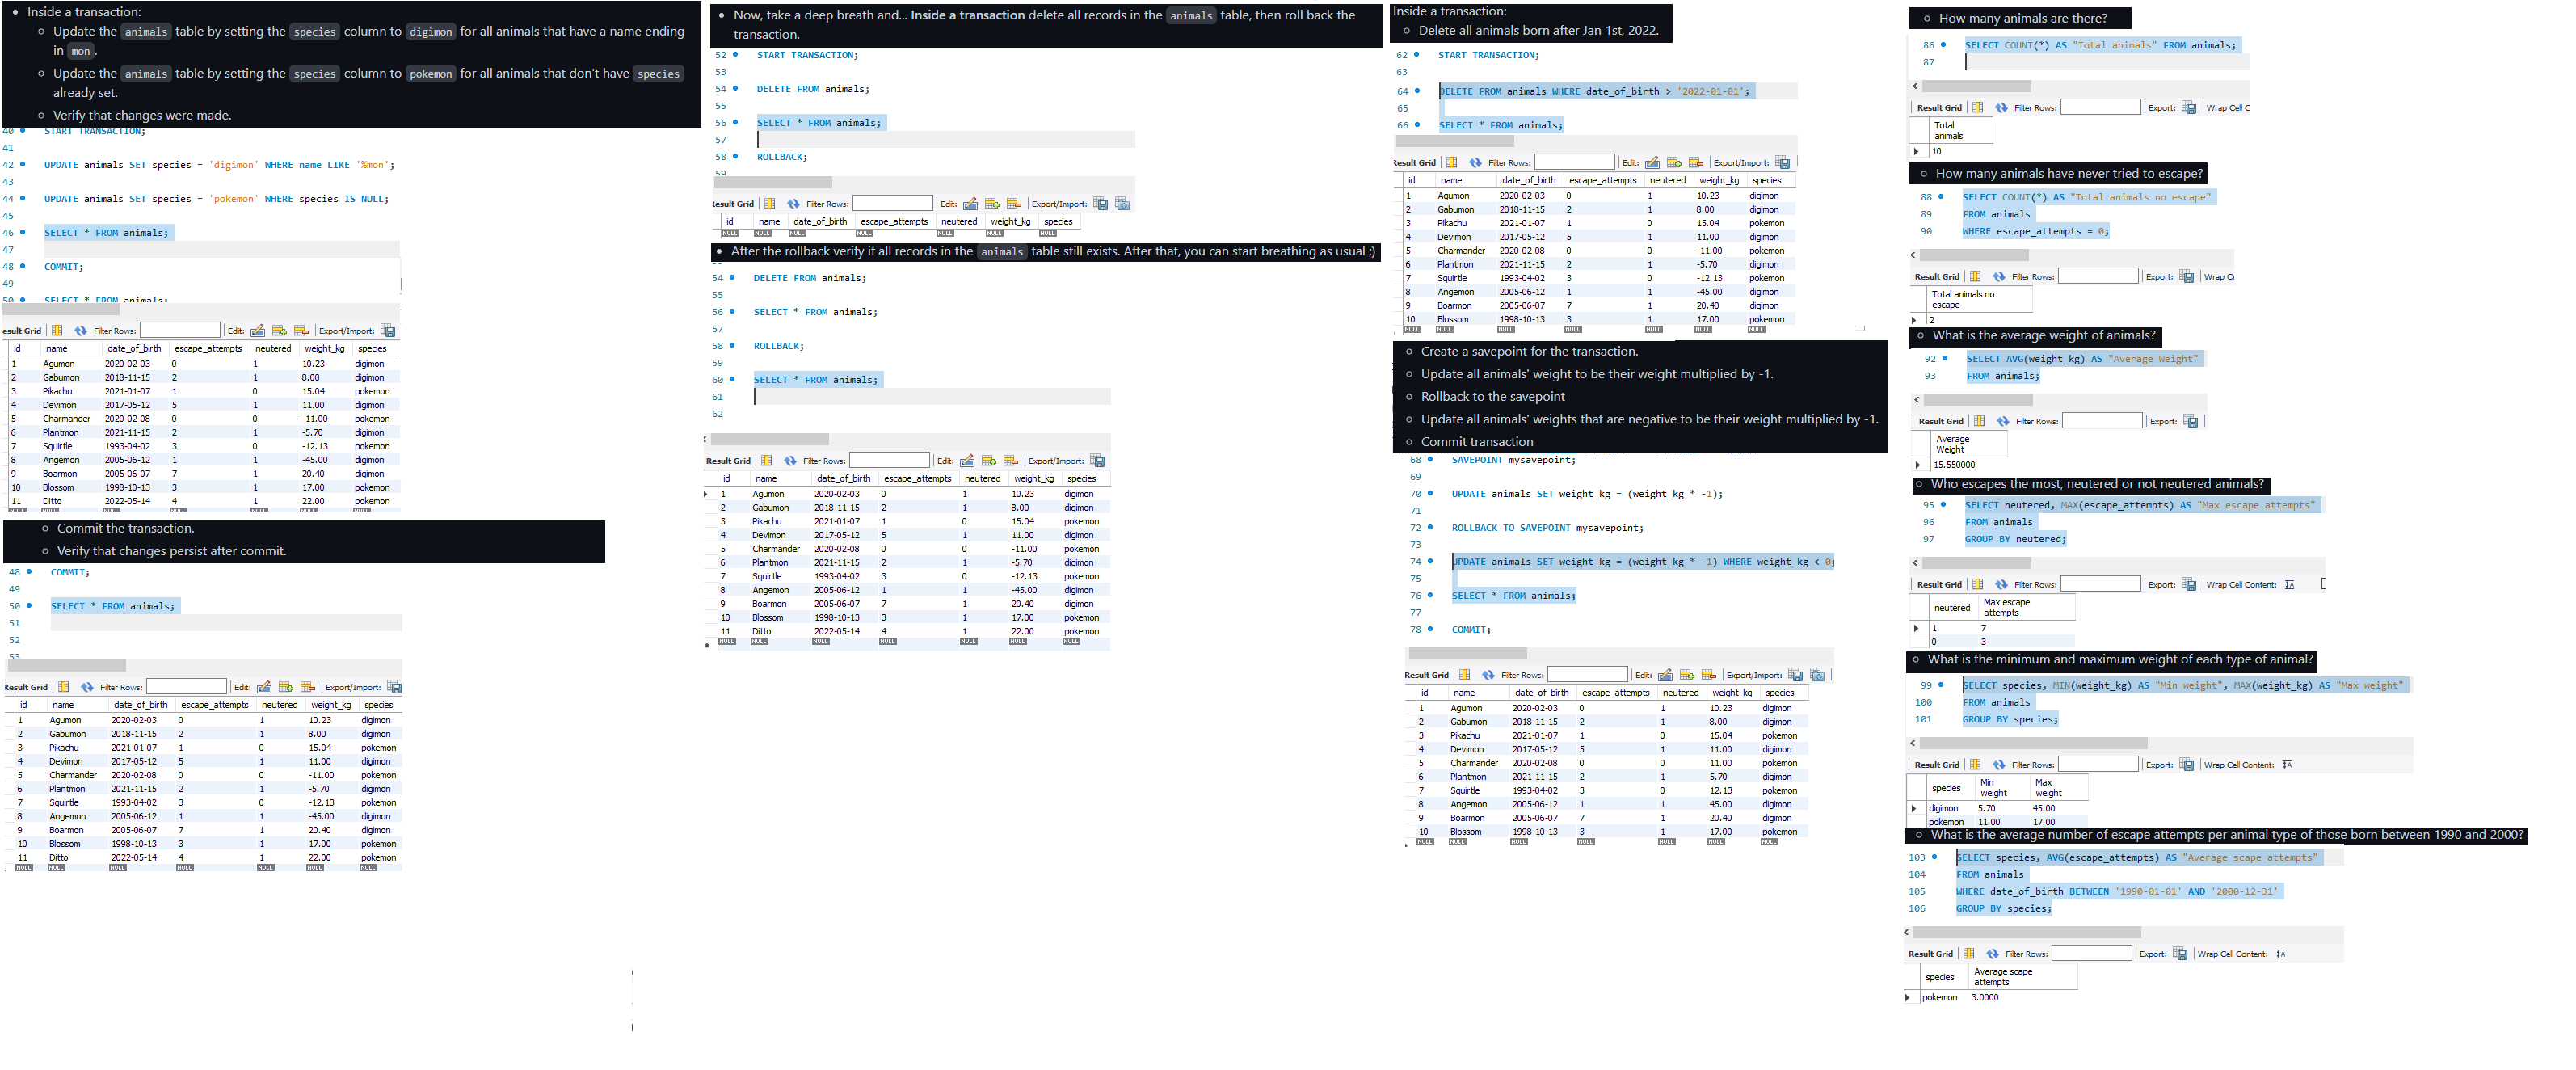 Inside a transaction:
Update the animals table by setting the species column to digimon for all animals that have a name ending
in mon .
Update the animals table by setting the species column to pokemon for all animals that don't have species
already set.
Verify that changes were made.
40 START TRANSACTION;
41
42 UPDATE animals SET species = 'digimon' WHERE name LIKE '%mon';
43
44 UPDATE animals SET species = 'pokemon' WHERE species IS NULL;
45
46 SELECT * FROM animals;
47
48 COMMIT;
49
50 SELECT * FROM animals;
esult Grid Filter Rows: Edit: Export/Import:
id name date_of_birth escape_attempts neutered weight_kg species
1 Agumon 2020-02-03 0 1 10.23 digimon
2 Gabumon 2018-11-15 2 1 8.00 digimon
3 Pikachu 2021-01-07 1 0 15.04 pokemon
4 Devimon 2017-05-12 5 1 11.00 digimon
5 Charmander 2020-02-08 0 0 -11.00 pokemon
6 Plantmon 2021-11-15 2 1 -5.70 digimon
7 Squirtle 1993-04-02 3 0 -12.13 pokemon
8 Angemon 2005-06-12 1 1 -45.00 digimon
9 Boarmon 2005-06-07 7 1 20.40 digimon
10 Blossom 1998-10-13 3 1 17.00 pokemon
11 Ditto 2022-05-14 4 1 22.00 pokemon
Commit the transaction.
Verify that changes persist after commit.
48 COMMIT;
49
50 SELECT * FROM animals;
51
52
53
Result Grid Filter Rows: Edit: Export/Import:
id name date_of_birth escape_attempts neutered weight_kg species
1 Agumon 2020-02-03 0 1 10.23 digimon
2 Gabumon 2018-11-15 2 1 8.00 digimon
3 Pikachu 2021-01-07 1 0 15.04 pokemon
4 Devimon 2017-05-12 5 1 11.00 digimon
5 Charmander 2020-02-08 0 0 -11.00 pokemon
6 Plantmon 2021-11-15 2 1 -5.70 digimon
7 Squirtle 1993-04-02 3 0 -12.13 pokemon
8 Angemon 2005-06-12 1 1 -45.00 digimon
9 Boarmon 2005-06-07 7 1 20.40 digimon
10 Blossom 1998-10-13 3 1 17.00 pokemon
11 Ditto 2022-05-14 4 1 22.00 pokemon
NULL NULL NULL NULL NULL NULL NULL
Now, take a deep breath and... Inside a transaction delete all records in the animals table, then roll back the
transaction.
52 START TRANSACTION;
53
54 DELETE FROM animals;
55
56 SELECT * FROM animals;
57
58 ROLLBACK;
59
Result Grid Filter Rows: Edit: Export/Import:
id name date_of_birth escape_attempts neutered weight_kg species
NULL NULL NULL NULL NULL NULL NULL
After the rollback verify if all records in the animals table still exists. After that, you can start breathing as usual ;)
54 DELETE FROM animals;
55
56 SELECT * FROM animals;
57
58 ROLLBACK;
59
60 SELECT * FROM animals;
61
62
Result Grid Filter Rows: Edit: Export/Import:
id name date_of_birth escape_attempts neutered weight_kg species
1 Agumon 2020-02-03 0 1 10.23 digimon
2 Gabumon 2018-11-15 2 1 8.00 digimon
3 Pikachu 2021-01-07 1 0 15.04 pokemon
4 Devimon 2017-05-12 5 1 11.00 digimon
5 Charmander 2020-02-08 0 0 -11.00 pokemon
6 Plantmon 2021-11-15 2 1 -5.70 digimon
7 Squirtle 1993-04-02 3 0 -12.13 pokemon
8 Angemon 2005-06-12 1 1 -45.00 digimon
9 Boarmon 2005-06-07 7 1 20.40 digimon
10 Blossom 1998-10-13 3 1 17.00 pokemon
11 Ditto 2022-05-14 4 1 22.00 pokemon
NULL NULL NULL NULL NULL NULL NULL
Inside a transaction:
Delete all animals born after Jan 1st, 2022.
62 START TRANSACTION;
63
64 DELETE FROM animals WHERE date_of_birth > '2022-01-01';
65
66 SELECT * FROM animals;
Result Grid Filter Rows: Edit: Export/Import:
id name date_of_birth escape_attempts neutered weight_kg species
1 Agumon 2020-02-03 0 1 10.23 digimon
2 Gabumon 2018-11-15 2 1 8.00 digimon
3 Pikachu 2021-01-07 1 0 15.04 pokemon
4 Devimon 2017-05-12 5 1 11.00 digimon
5 Charmander 2020-02-08 0 0 -11.00 pokemon
6 Plantmon 2021-11-15 2 1 -5.70 digimon
7 Squirtle 1993-04-02 3 0 -12.13 pokemon
8 Angemon 2005-06-12 1 1 -45.00 digimon
9 Boarmon 2005-06-07 7 1 20.40 digimon
10 Blossom 1998-10-13 3 1 17.00 pokemon
NULL NULL NULL NULL NULL NULL NULL
Create a savepoint for the transaction.
Update all animals' weight to be their weight multiplied by -1.
Rollback to the savepoint
Update all animals' weights that are negative to be their weight multiplied by -1.
Commit transaction
68 SAVEPOINT mysavepoint;
69
70 UPDATE animals SET weight_kg = (weight_kg * -1);
71
72 ROLLBACK TO SAVEPOINT mysavepoint;
73
74 UPDATE animals SET weight_kg = (weight_kg * -1) WHERE weight_kg < 0;
75
76 SELECT * FROM animals;
77
78 COMMIT;
Result Grid Filter Rows: Edit: Export/Import:
id name date_of_birth escape_attempts neutered weight_kg species
1 Agumon 2020-02-03 0 1 10.23 digimon
2 Gabumon 2018-11-15 2 1 8.00 digimon
3 Pikachu 2021-01-07 1 0 15.04 pokemon
4 Devimon 2017-05-12 5 1 11.00 digimon
5 Charmander 2020-02-08 0 0 11.00 pokemon
6 Plantmon 2021-11-15 2 1 5.70 digimon
7 Squirtle 1993-04-02 3 0 12.13 pokemon
8 Angemon 2005-06-12 1 1 45.00 digimon
9 Boarmon 2005-06-07 7 1 20.40 digimon
10 Blossom 1998-10-13 3 1 17.00 pokemon
NULL NULL NULL NULL NULL NULL NULL
How many animals are there?
86 SELECT COUNT(*) AS "Total animals" FROM animals;
87
Result Grid Filter Rows: Export: Wrap Cell C
Total
animals
10
How many animals have never tried to escape?
88 SELECT COUNT(*) AS "Total animals no escape"
89 FROM animals
90 WHERE escape_attempts = 0;
Result Grid Filter Rows: Export: Wrap Ce
Total animals no
escape
2
What is the average weight of animals?
92 SELECT AVG(weight_kg) AS "Average Weight"
93 FROM animals;
Result Grid Filter Rows: Export:
Average
Weight
15.550000
Who escapes the most, neutered or not neutered animals?
95 SELECT neutered, MAX(escape_attempts) AS "Max escape attempts"
96 FROM animals
97 GROUP BY neutered;
Result Grid Filter Rows: Export: Wrap Cell Content:
neutered Max escape
attempts
1 7
0 3
What is the minimum and maximum weight of each type of animal?
99 SELECT species, MIN(weight_kg) AS "Min weight", MAX(weight_kg) AS "Max weight"
100 FROM animals
101 GROUP BY species;
Result Grid Filter Rows: Export: Wrap Cell Content:
species Min
weight Max
weight
digimon 5.70 45.00
pokemon 11.00 17.00
What is the average number of escape attempts per animal type of those born between 1990 and 2000?
103 SELECT species, AVG(escape_attempts) AS "Average scape attempts"
104 FROM animals
105 WHERE date_of_birth BETWEEN '1990-01-01' AND '2000-12-31'
106 GROUP BY species;
Result Grid Filter Rows: Export: Wrap Cell Content:
species Average scape
attempts
pokemon 3.0000